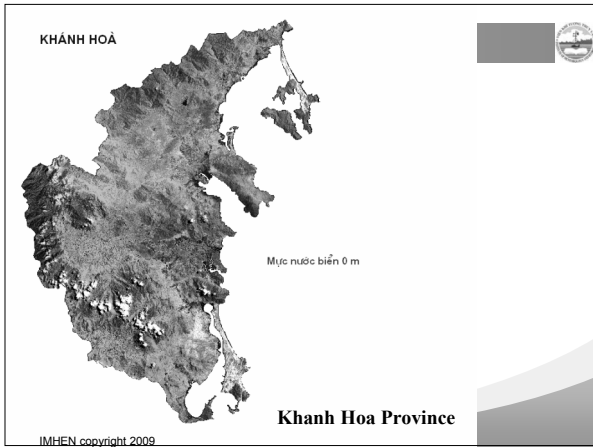 KHÁNH HOÀ
Mực nước biển 0 m
Khanh Hoa Province
IMHEN copyright 2009